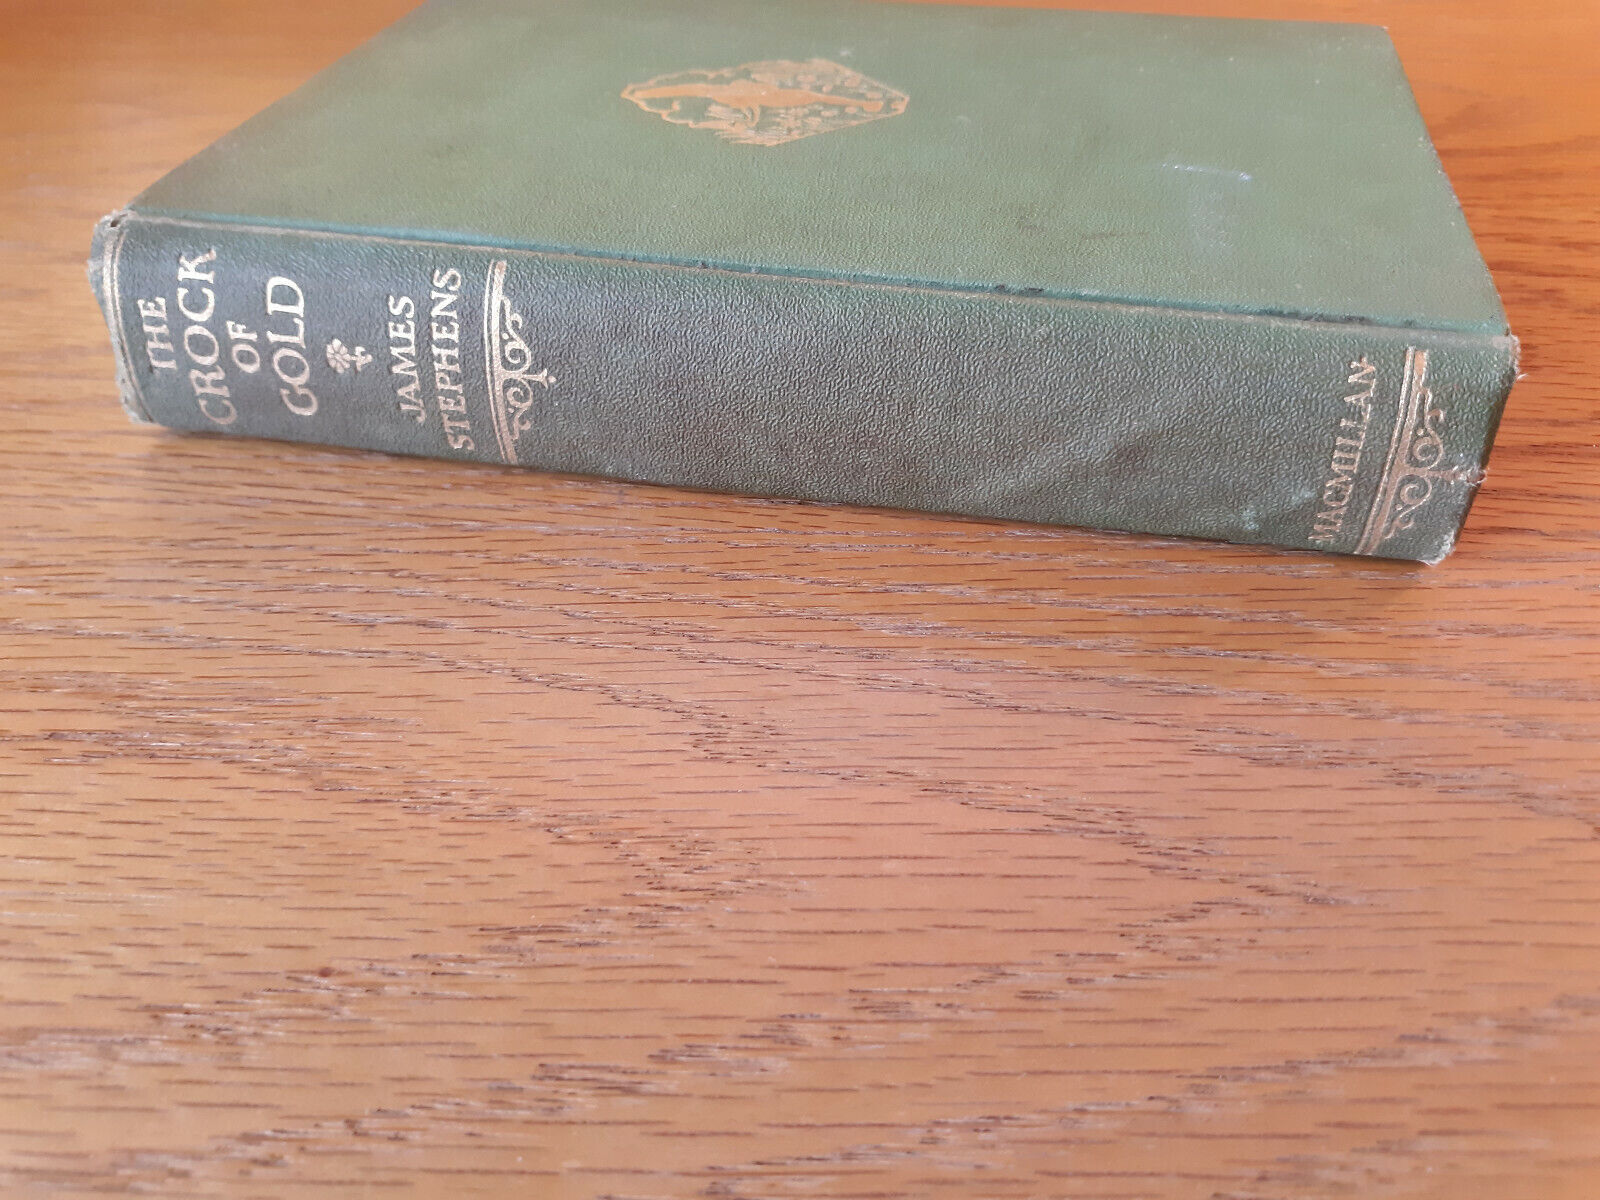 THE
CROCK
OF
GOLD
JAMES
STEPHENS
MACMILLAN